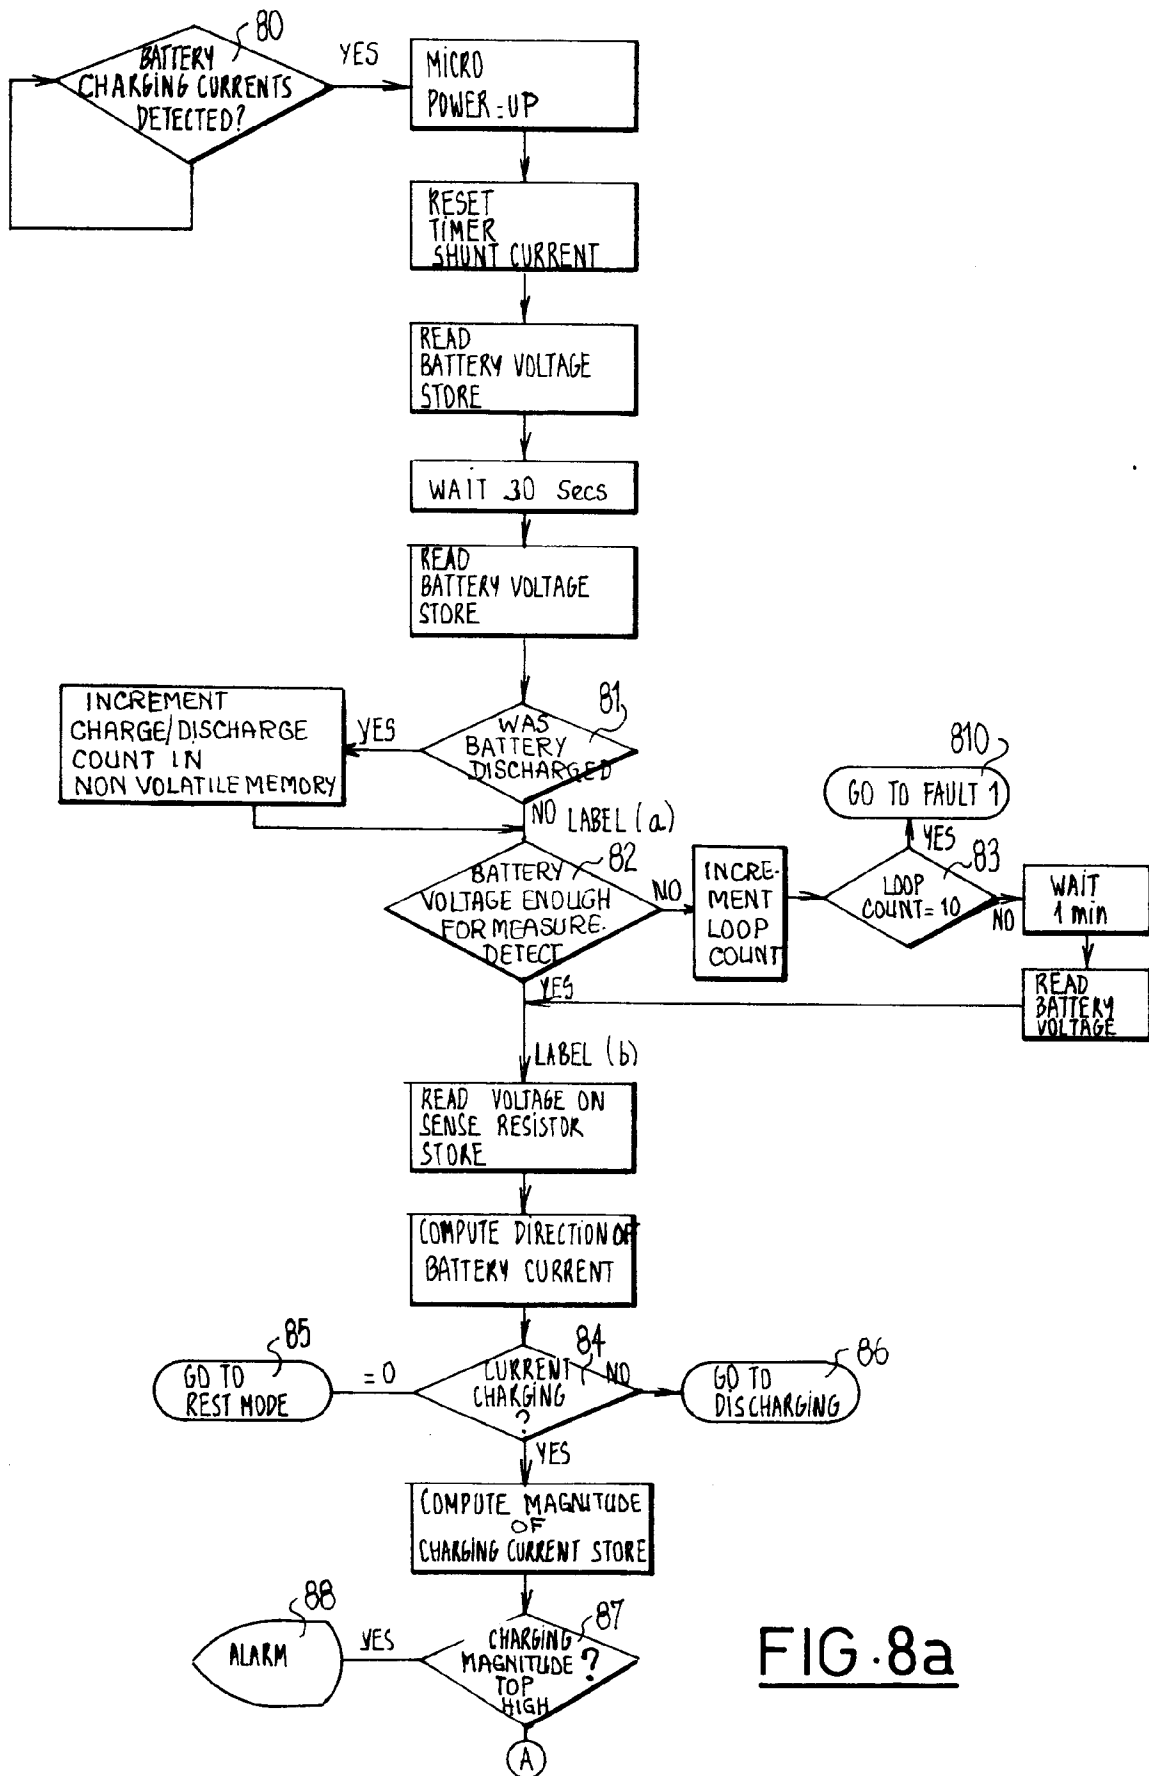 80
BATTERY
CHARGING CURRENTS
DETECTED?
YES
MICRO
POWER=UP
RESET
TIMER
SHUNT CURRENT
READ
BATTERY VOLTAGE
STORE
WAIT 30 Secs
READ
BATTERY VOLTAGE
STORE
81
WAS
BATTERY
DISCHARGED
YES
INCREMENT
CHARGE/DISCHARGE
COUNT IN
NON VOLATILE MEMORY
NO LABEL (a)
82
BATTERY
VOLTAGE ENOUGH
FOR MEASURE.
DETECT
NO
INCRE-
MENT
LOOP
COUNT
810
GO TO FAULT 1
YES
83
LOOP
COUNT=10
NO
WAIT
1 min
READ
BATTERY
VOLTAGE
YES
LABEL (b)
READ VOLTAGE ON
SENSE RESISTOR
STORE
COMPUTE DIRECTION OF
BATTERY CURRENT
85
GO TO
REST MODE
=0
84
CURRENT
CHARGING
?
NO
86
GO TO
DISCHARGING
YES
COMPUTE MAGNITUDE
OF
CHARGING CURRENT STORE
88
ALARM
YES
87
CHARGING
MAGNITUDE ?
TOP
HIGH
A
FIG.8a